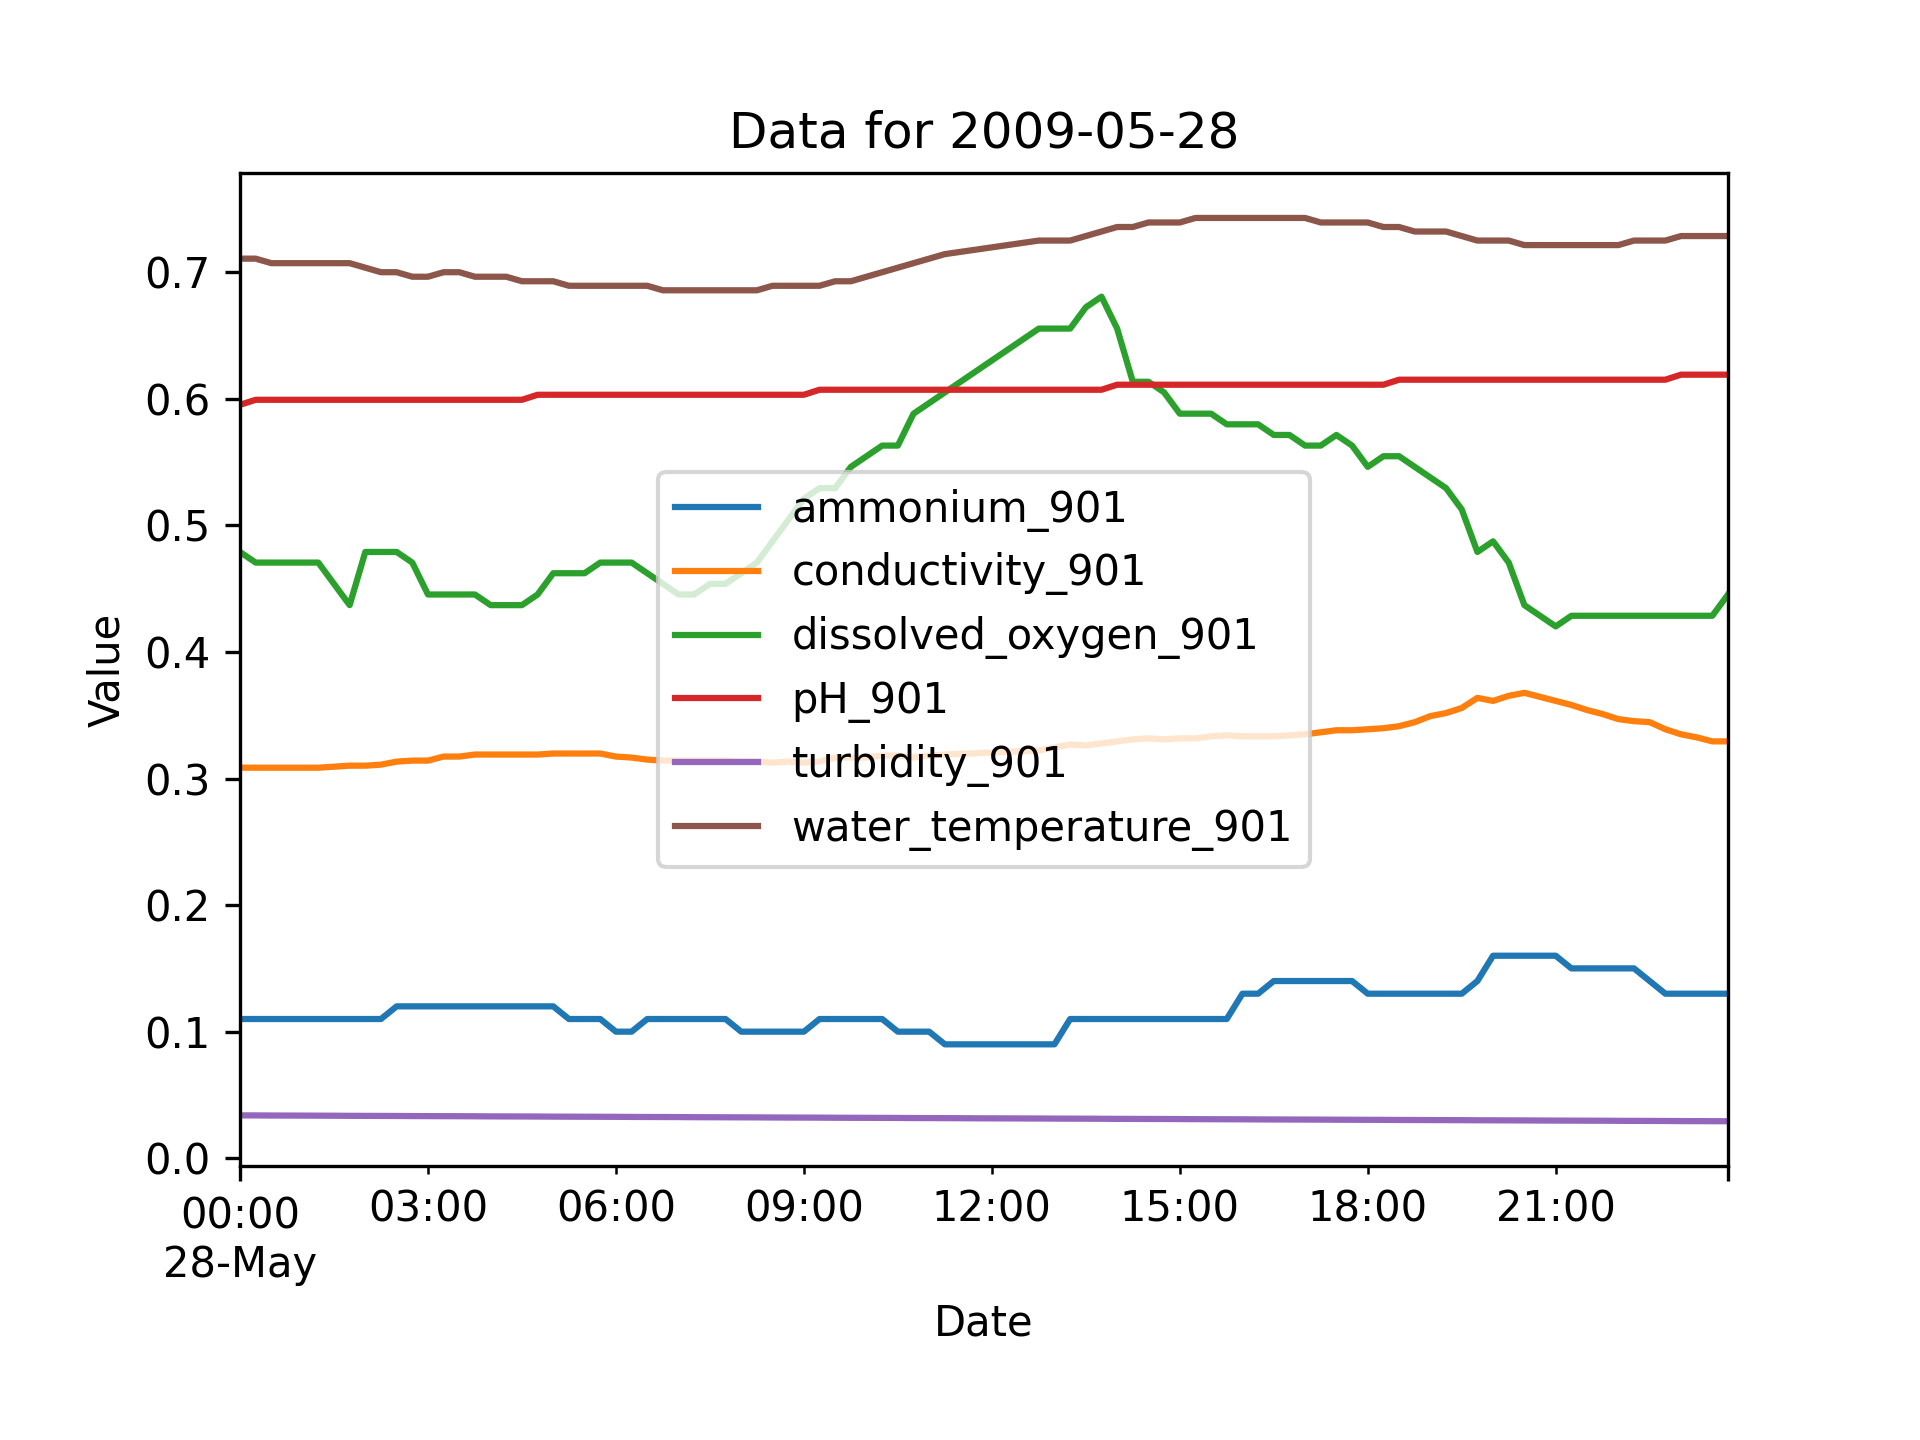 Data for 2009-05-28
Value
0.7
0.6
0.5
0.4
0.3
0.2
0.1
0.0
ammonium_901
conductivity_901
dissolved_oxygen_901
pH_901
turbidity_901
water_temperature_901
00:00 03:00 06:00 09:00 12:00 15:00 18:00 21:00
28-May
Date